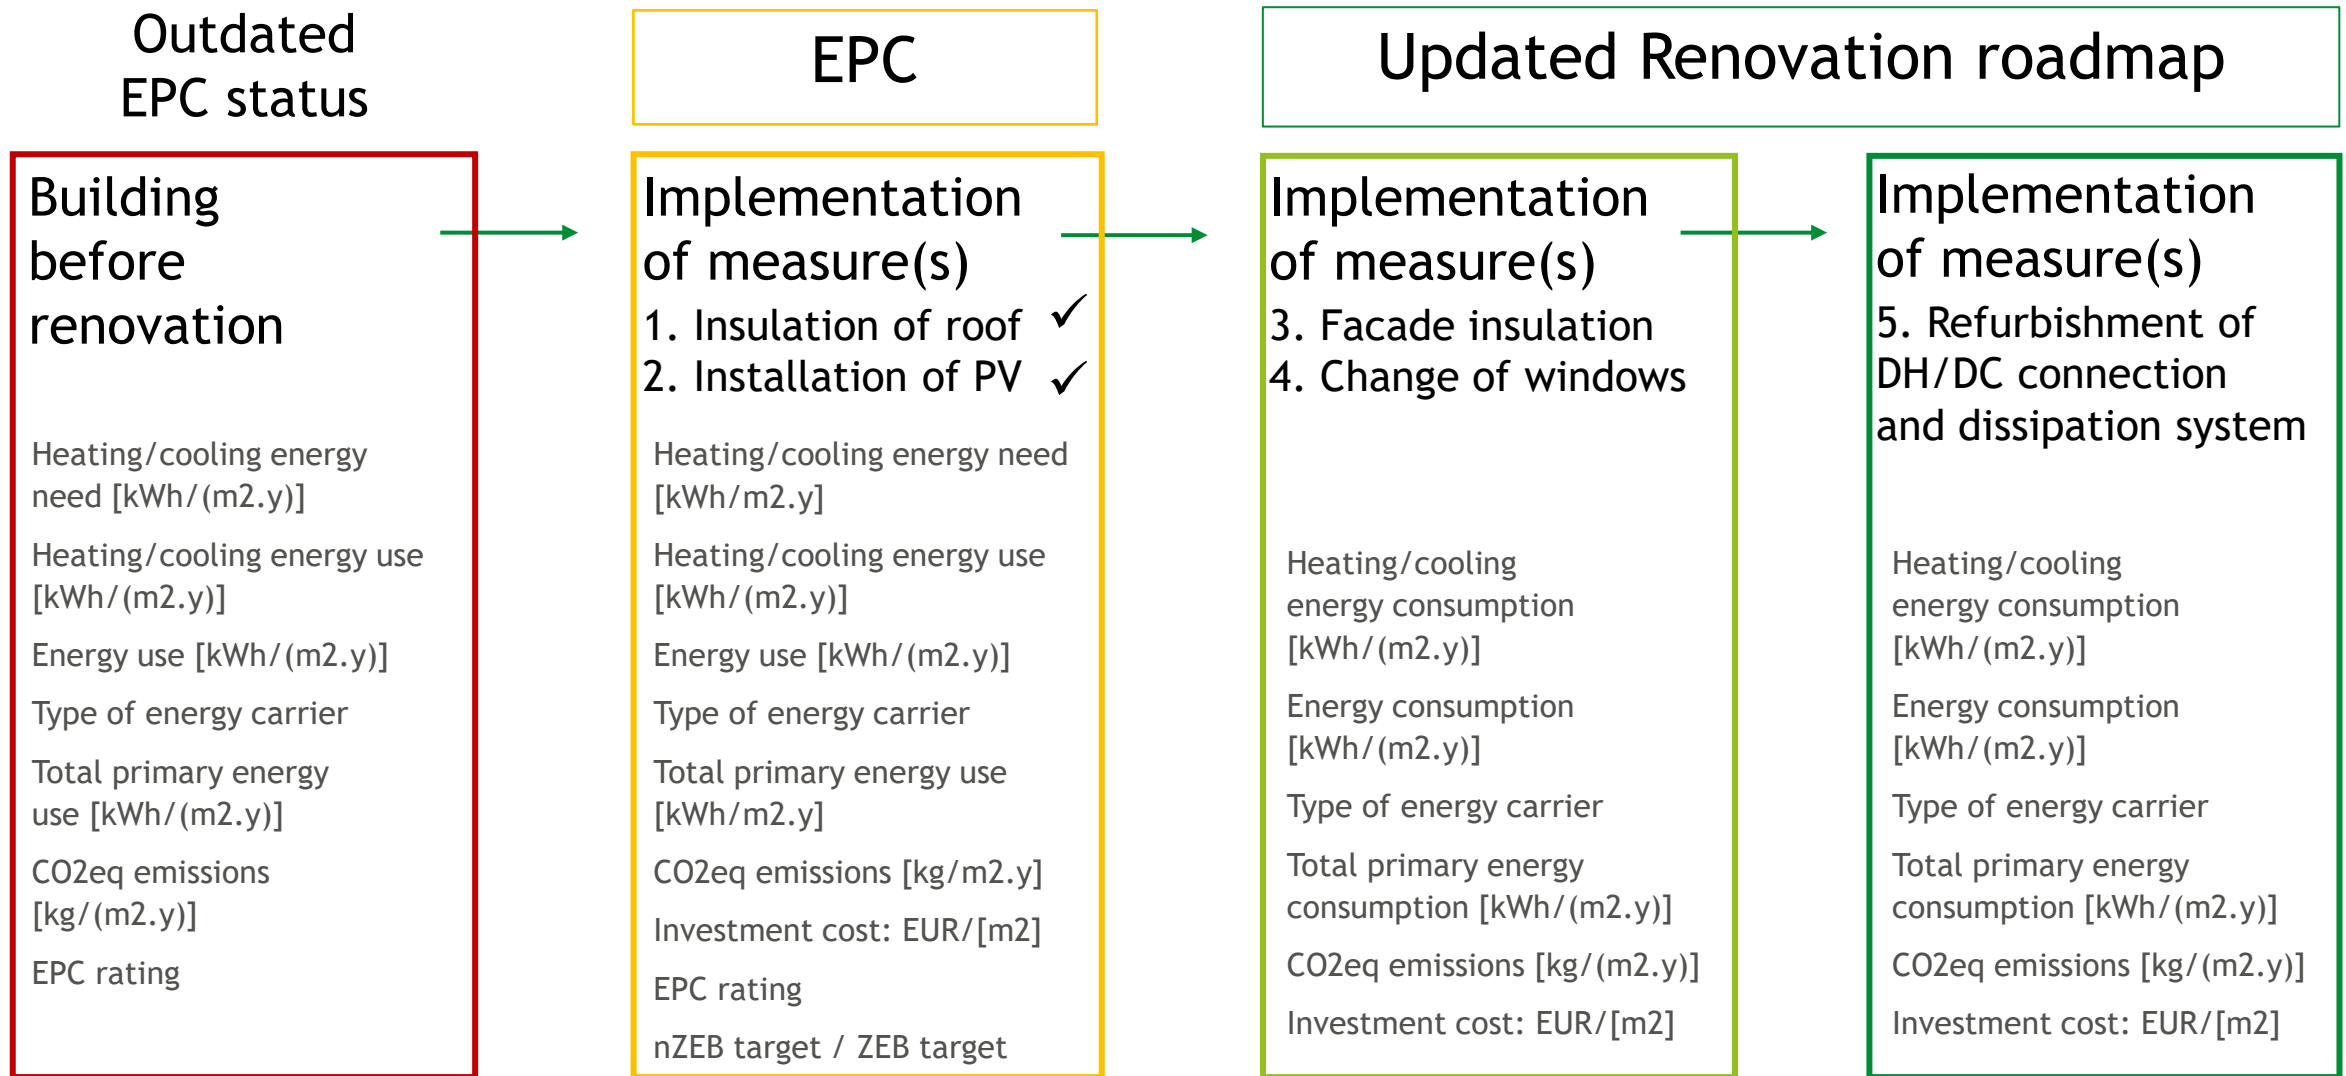 Outdated
EPC status
EPC
Updated Renovation roadmap
Building
before
renovation
Heating/cooling energy
need [kWh/(m2.y)]
Heating/cooling energy use
[kWh/(m2.y)]
Energy use [kWh/(m2.y)]
Type of energy carrier
Total primary energy
use [kWh/(m2.y)]
CO2eq emissions
[kg/(m2.y)]
EPC rating
Implementation
of measure(s)
1. Insulation of roof ✓
2. Installation of PV ✓
Heating/cooling energy need
[kWh/m2.y]
Heating/cooling energy use
[kWh/(m2.y)]
Energy use [kWh/(m2.y)]
Type of energy carrier
Total primary energy use
[kWh/m2.y]
CO2eq emissions [kg/m2.y]
Investment cost: EUR/[m2]
EPC rating
nZEB target / ZEB target
Implementation
of measure(s)
3. Facade insulation
4. Change of windows
Heating/cooling
energy consumption
[kWh/(m2.y)]
Energy consumption
[kWh/(m2.y)]
Type of energy carrier
Total primary energy
consumption [kWh/(m2.y)]
CO2eq emissions [kg/(m2.y)]
Investment cost: EUR/[m2]
Implementation
of measure(s)
5. Refurbishment of
DH/DC connection
and dissipation system
Heating/cooling
energy consumption
[kWh/(m2.y)]
Energy consumption
[kWh/(m2.y)]
Type of energy carrier
Total primary energy
consumption [kWh/(m2.y)]
CO2eq emissions [kg/(m2.y)]
Investment cost: EUR/[m2]